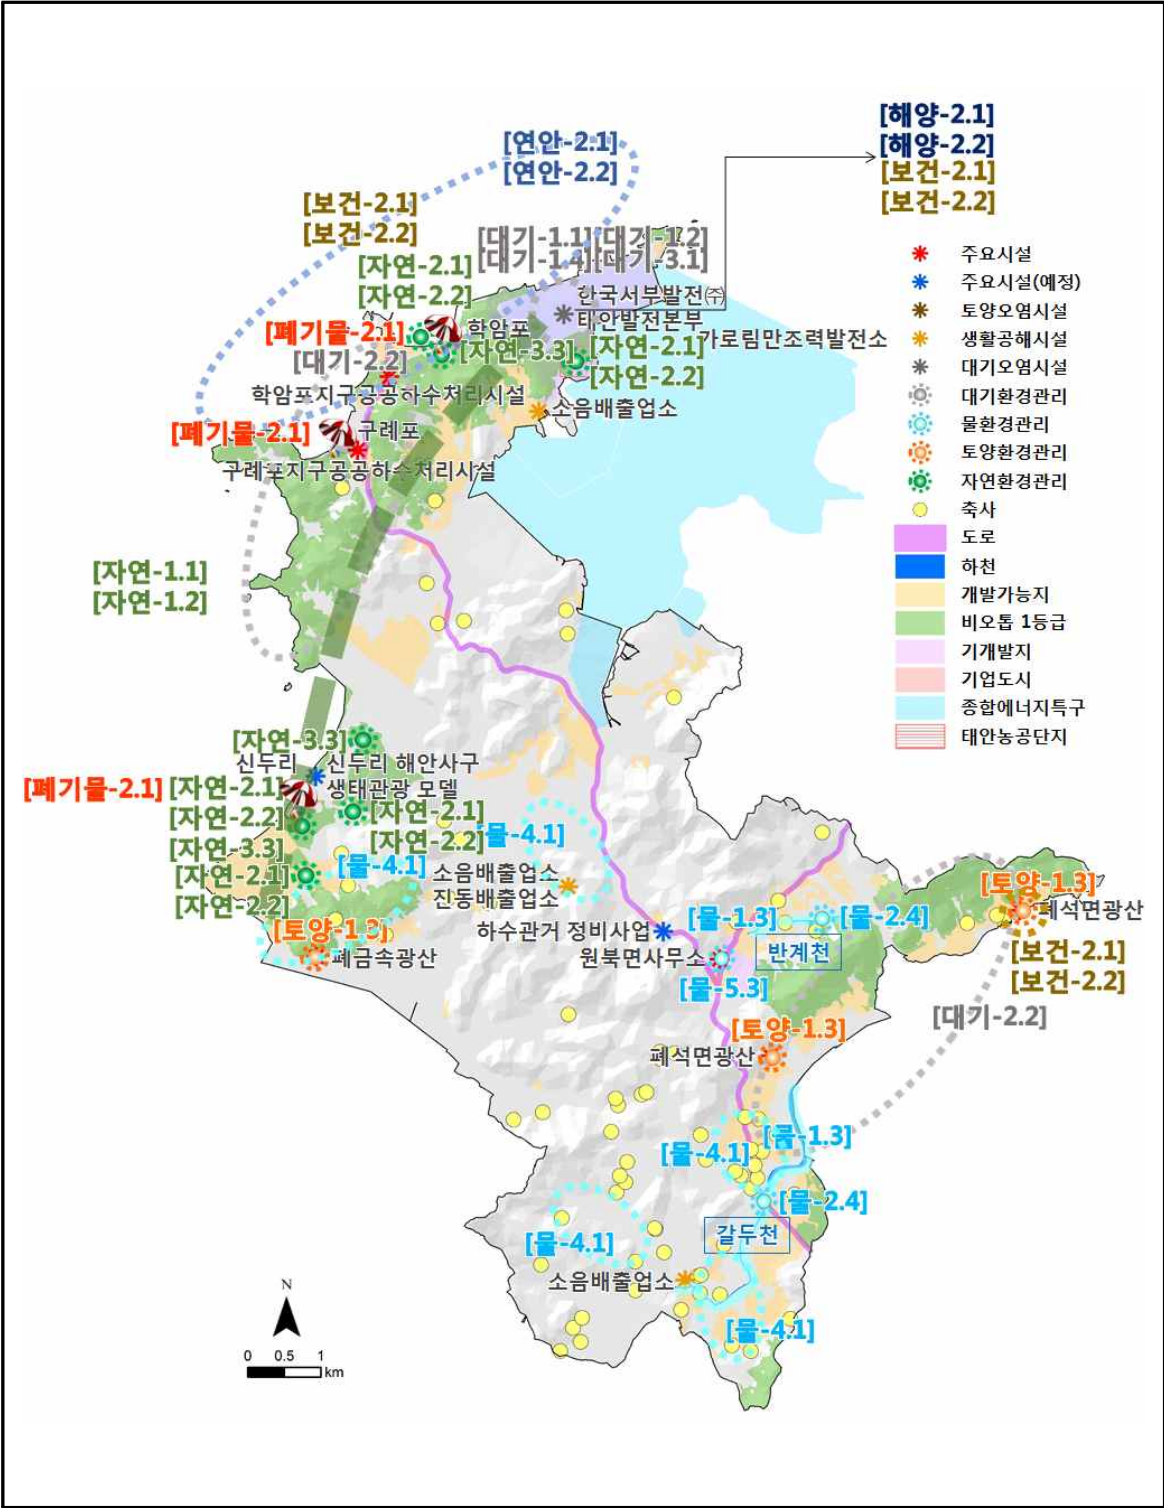 [해양-2.1]
[해양-2.2]
[보건-2.1]
[보건-2.2]
[연안-2.1]
[연안-2.2]
[보건-2.1]
[보건-2.2]
[대기-1.1][대기-1.2]
[대기-1.4][대기-3.1]
[자연-2.1]
[자연-2.2]
한국서부발전㈜
태안발전본부
[폐기물-2.1]
학암포
[자연-3.3]
[자연-2.1]
[자연-2.2]
가로림만조력발전소
[대기-2.2]
학암포지구공공하수처리시설
소음배출업소
[폐기물-2.1]
구례포
구례포지구공공하수처리시설
[자연-1.1]
[자연-1.2]
주요시설
주요시설(예정)
토양오염시설
생활공해시설
대기오염시설
대기환경관리
물환경관리
토양환경관리
자연환경관리
축사
도로
하천
개발가능지
비오톱 1등급
기개발지
기업도시
종합에너지특구
태안농공단지
[자연-3.3]
신두리
신두리 해안사구
생태관광 모델
[폐기물-2.1]
[자연-2.1]
[자연-2.2]
[자연-3.3]
[자연-2.1]
[자연-2.2]
[자연-2.1]
[자연-2.2]
[물-4.1]
[물-4.1]
소음배출업소
진동배출업소
[토양-1.3]
폐금속광산
하수관거 정비사업
원북면사무소
[물-1.3]
[물-2.4]
반계천
[물-5.3]
[토양-1.3]
폐석면광산
[보건-2.1]
[보건-2.2]
[대기-2.2]
[토양-1.3]
폐석면광산
[물-1.3]
[물-4.1]
[물-2.4]
갈두천
[물-4.1]
소음배출업소
[물-4.1]
N
0 0.5 1
km